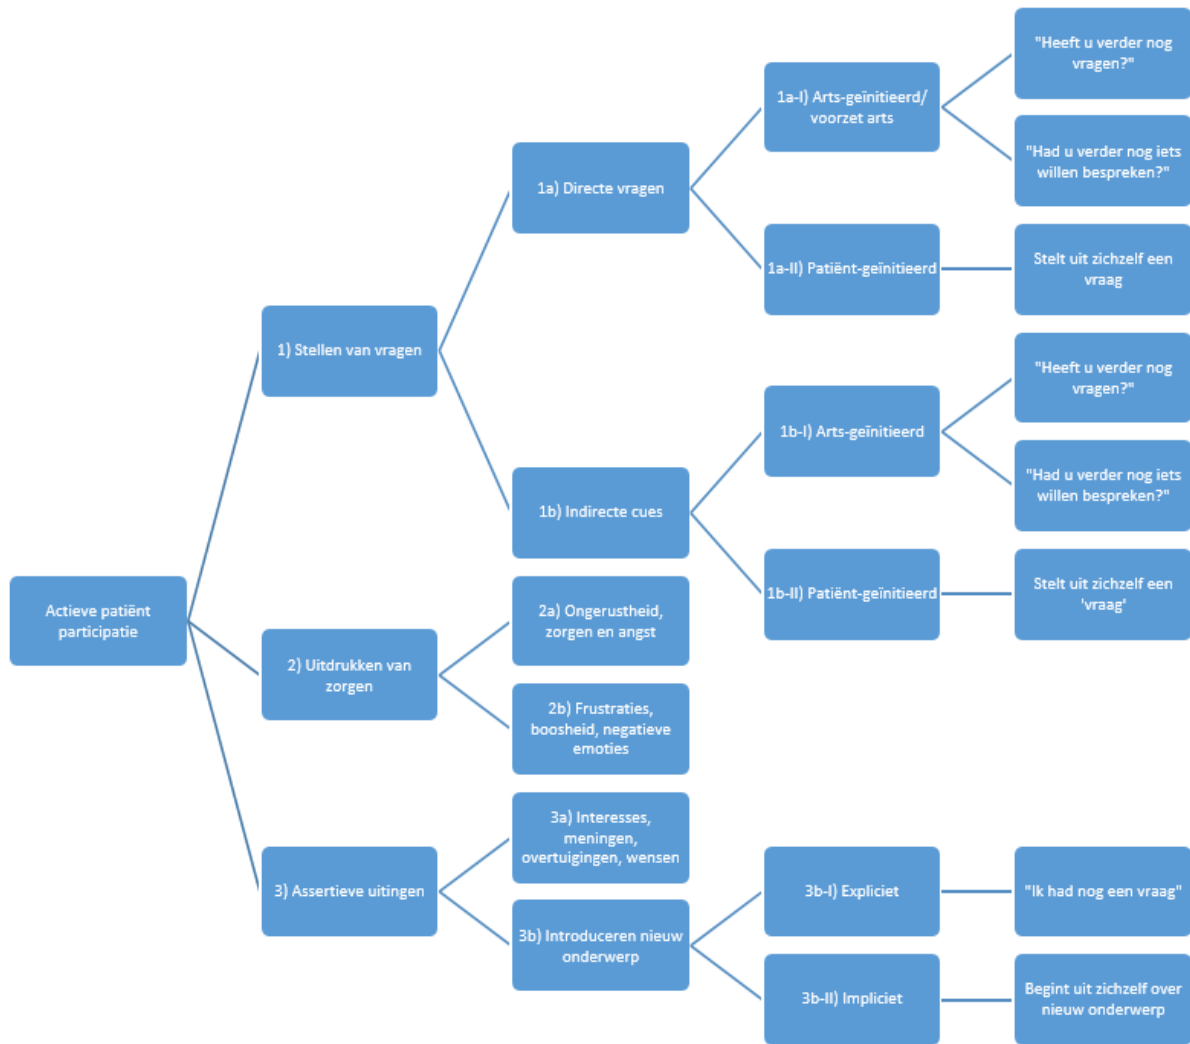 Actieve patiënt
participatie
1) Stellen van vragen
1a) Directe vragen
1a-I) Arts-geïnitieerd/
voorzet arts
"Heeft u verder nog
vragen?"
"Had u verder nog iets
willen bespreken?"
1a-II) Patiënt-geïnitieerd
Stelt uit zichzelf een
vraag
1b) Indirecte cues
1b-I) Arts-geïnitieerd
"Heeft u verder nog
vragen?"
"Had u verder nog iets
willen bespreken?"
1b-II) Patiënt-geïnitieerd
Stelt uit zichzelf een
'vraag'
2) Uitdrukken van
zorgen
2a) Ongerustheid,
zorgen en angst
2b) Frustraties,
boosheid, negatieve
emoties
3) Assertieve uitingen
3a) Interesses,
meningen,
overtuigingen, wensen
3b) Introduceren nieuw
onderwerp
3b-I) Expliciet
"Ik had nog een vraag"
3b-II) Impliciet
Begint uit zichzelf over
nieuw onderwerp